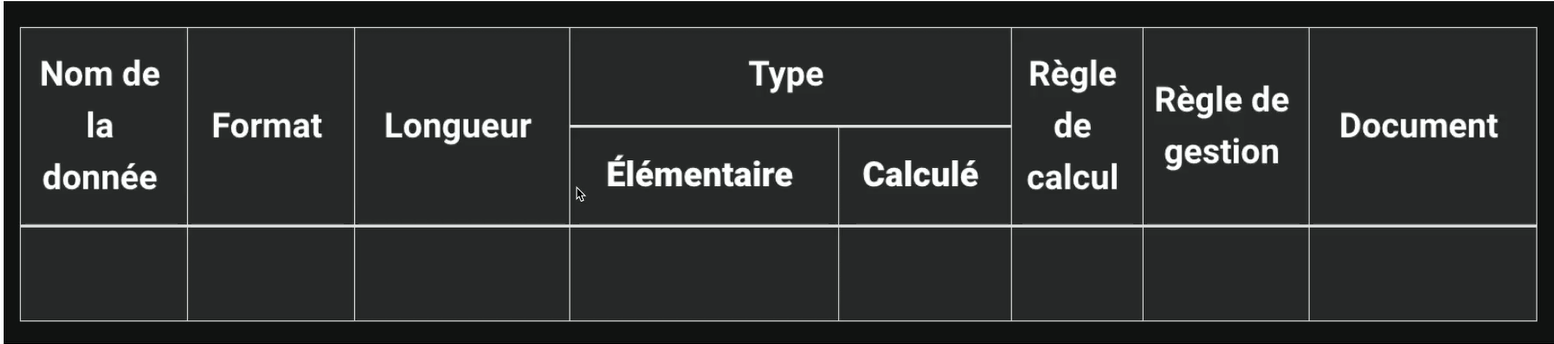 Nom de
la
donnée
Format
Longueur
Type
Élémentaire
Calculé
Règle
de
calcul
Règle de
gestion
Document